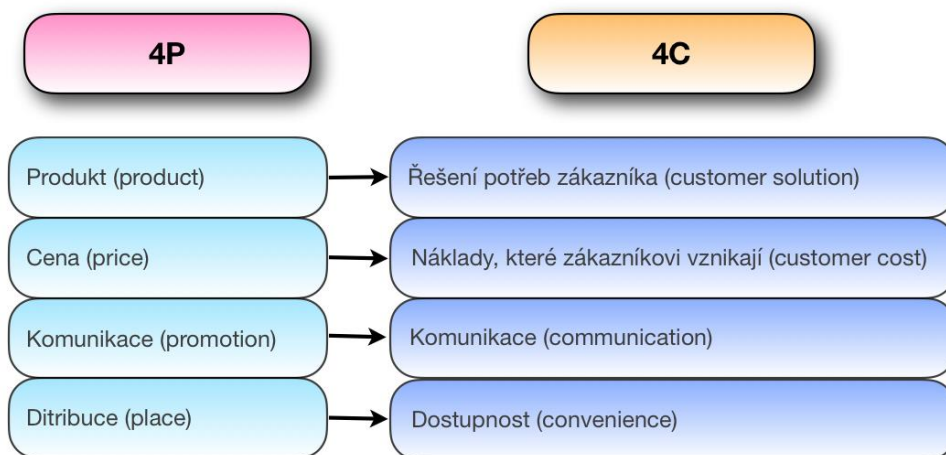 4P
4C
Produkt (product)
Řešení potřeb zákazníka (customer solution)
Cena (price)
Náklady, které zákazníkovi vznikají (customer cost)
Komunikace (promotion)
Komunikace (communication)
Ditribuce (place)
Dostupnost (convenience)